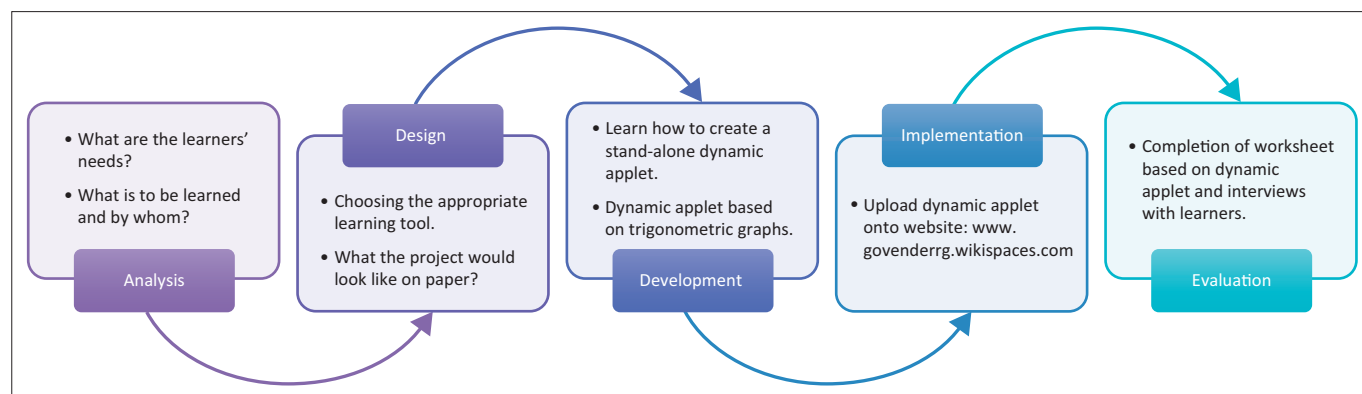 • What are the learners'
needs?
• What is to be learned
and by whom?
Analysis
Design
• Choosing the appropriate
learning tool.
• What the project would
look like on paper?
• Learn how to create a
stand-alone dynamic
applet.
• Dynamic applet based
on trigonometric graphs.
Development
Implementation
• Upload dynamic applet
onto website: www.
govenderrg.wikispaces.com
• Completion of worksheet
based on dynamic
applet and interviews
with learners.
Evaluation